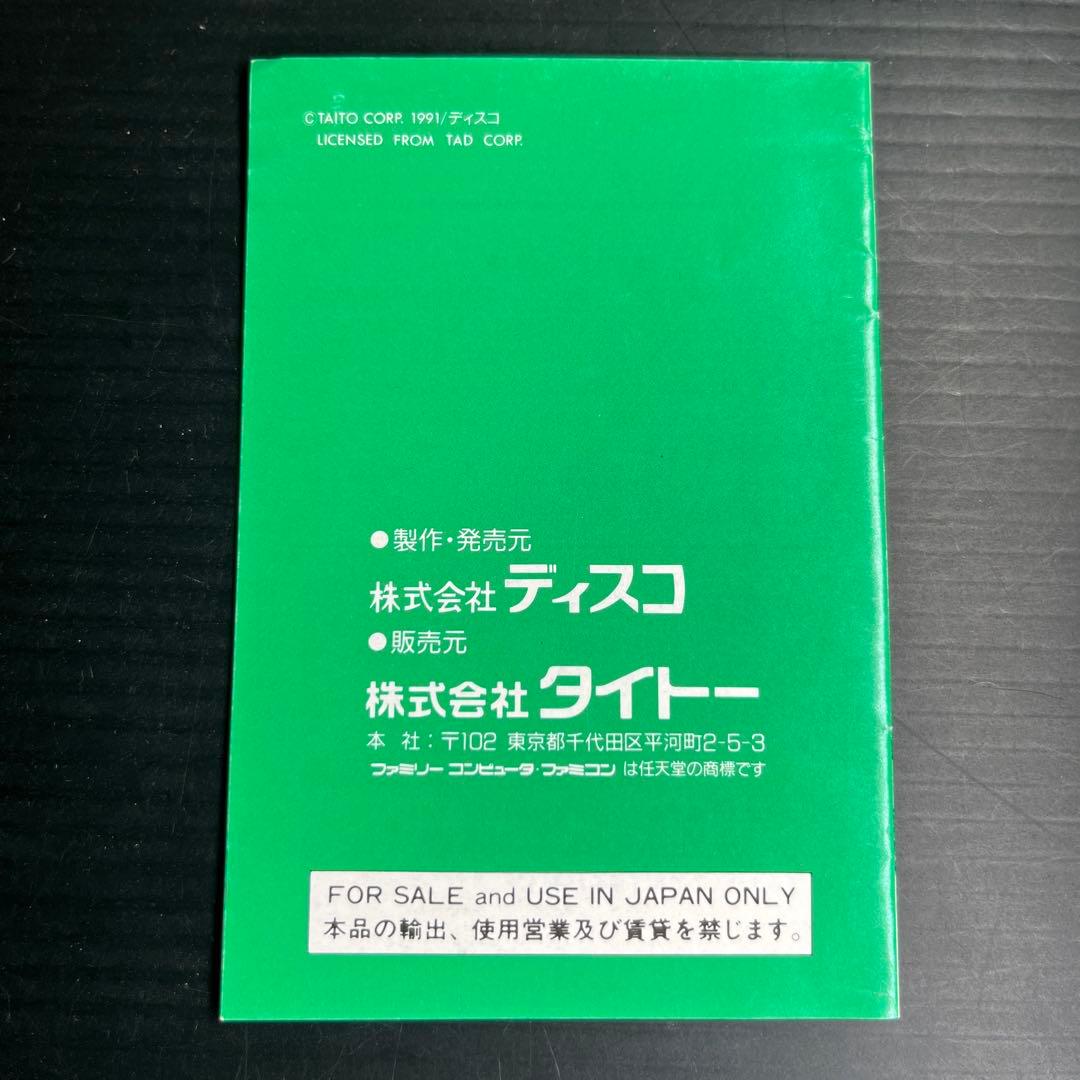 © TAITO CORP. 1991/ディスコ
LICENSED FROM TAD CORP.
●製作・発売元
株式会社 ディスコ
●販売元
株式会社 タイトー
本 社：〒102 東京都千代田区平河町2-5-3
ファミリーコンピュータ・ファミコン は任天堂の商標です
FOR SALE and USE IN JAPAN ONLY
本品の輸出、使用営業及び賃貸を禁じます。